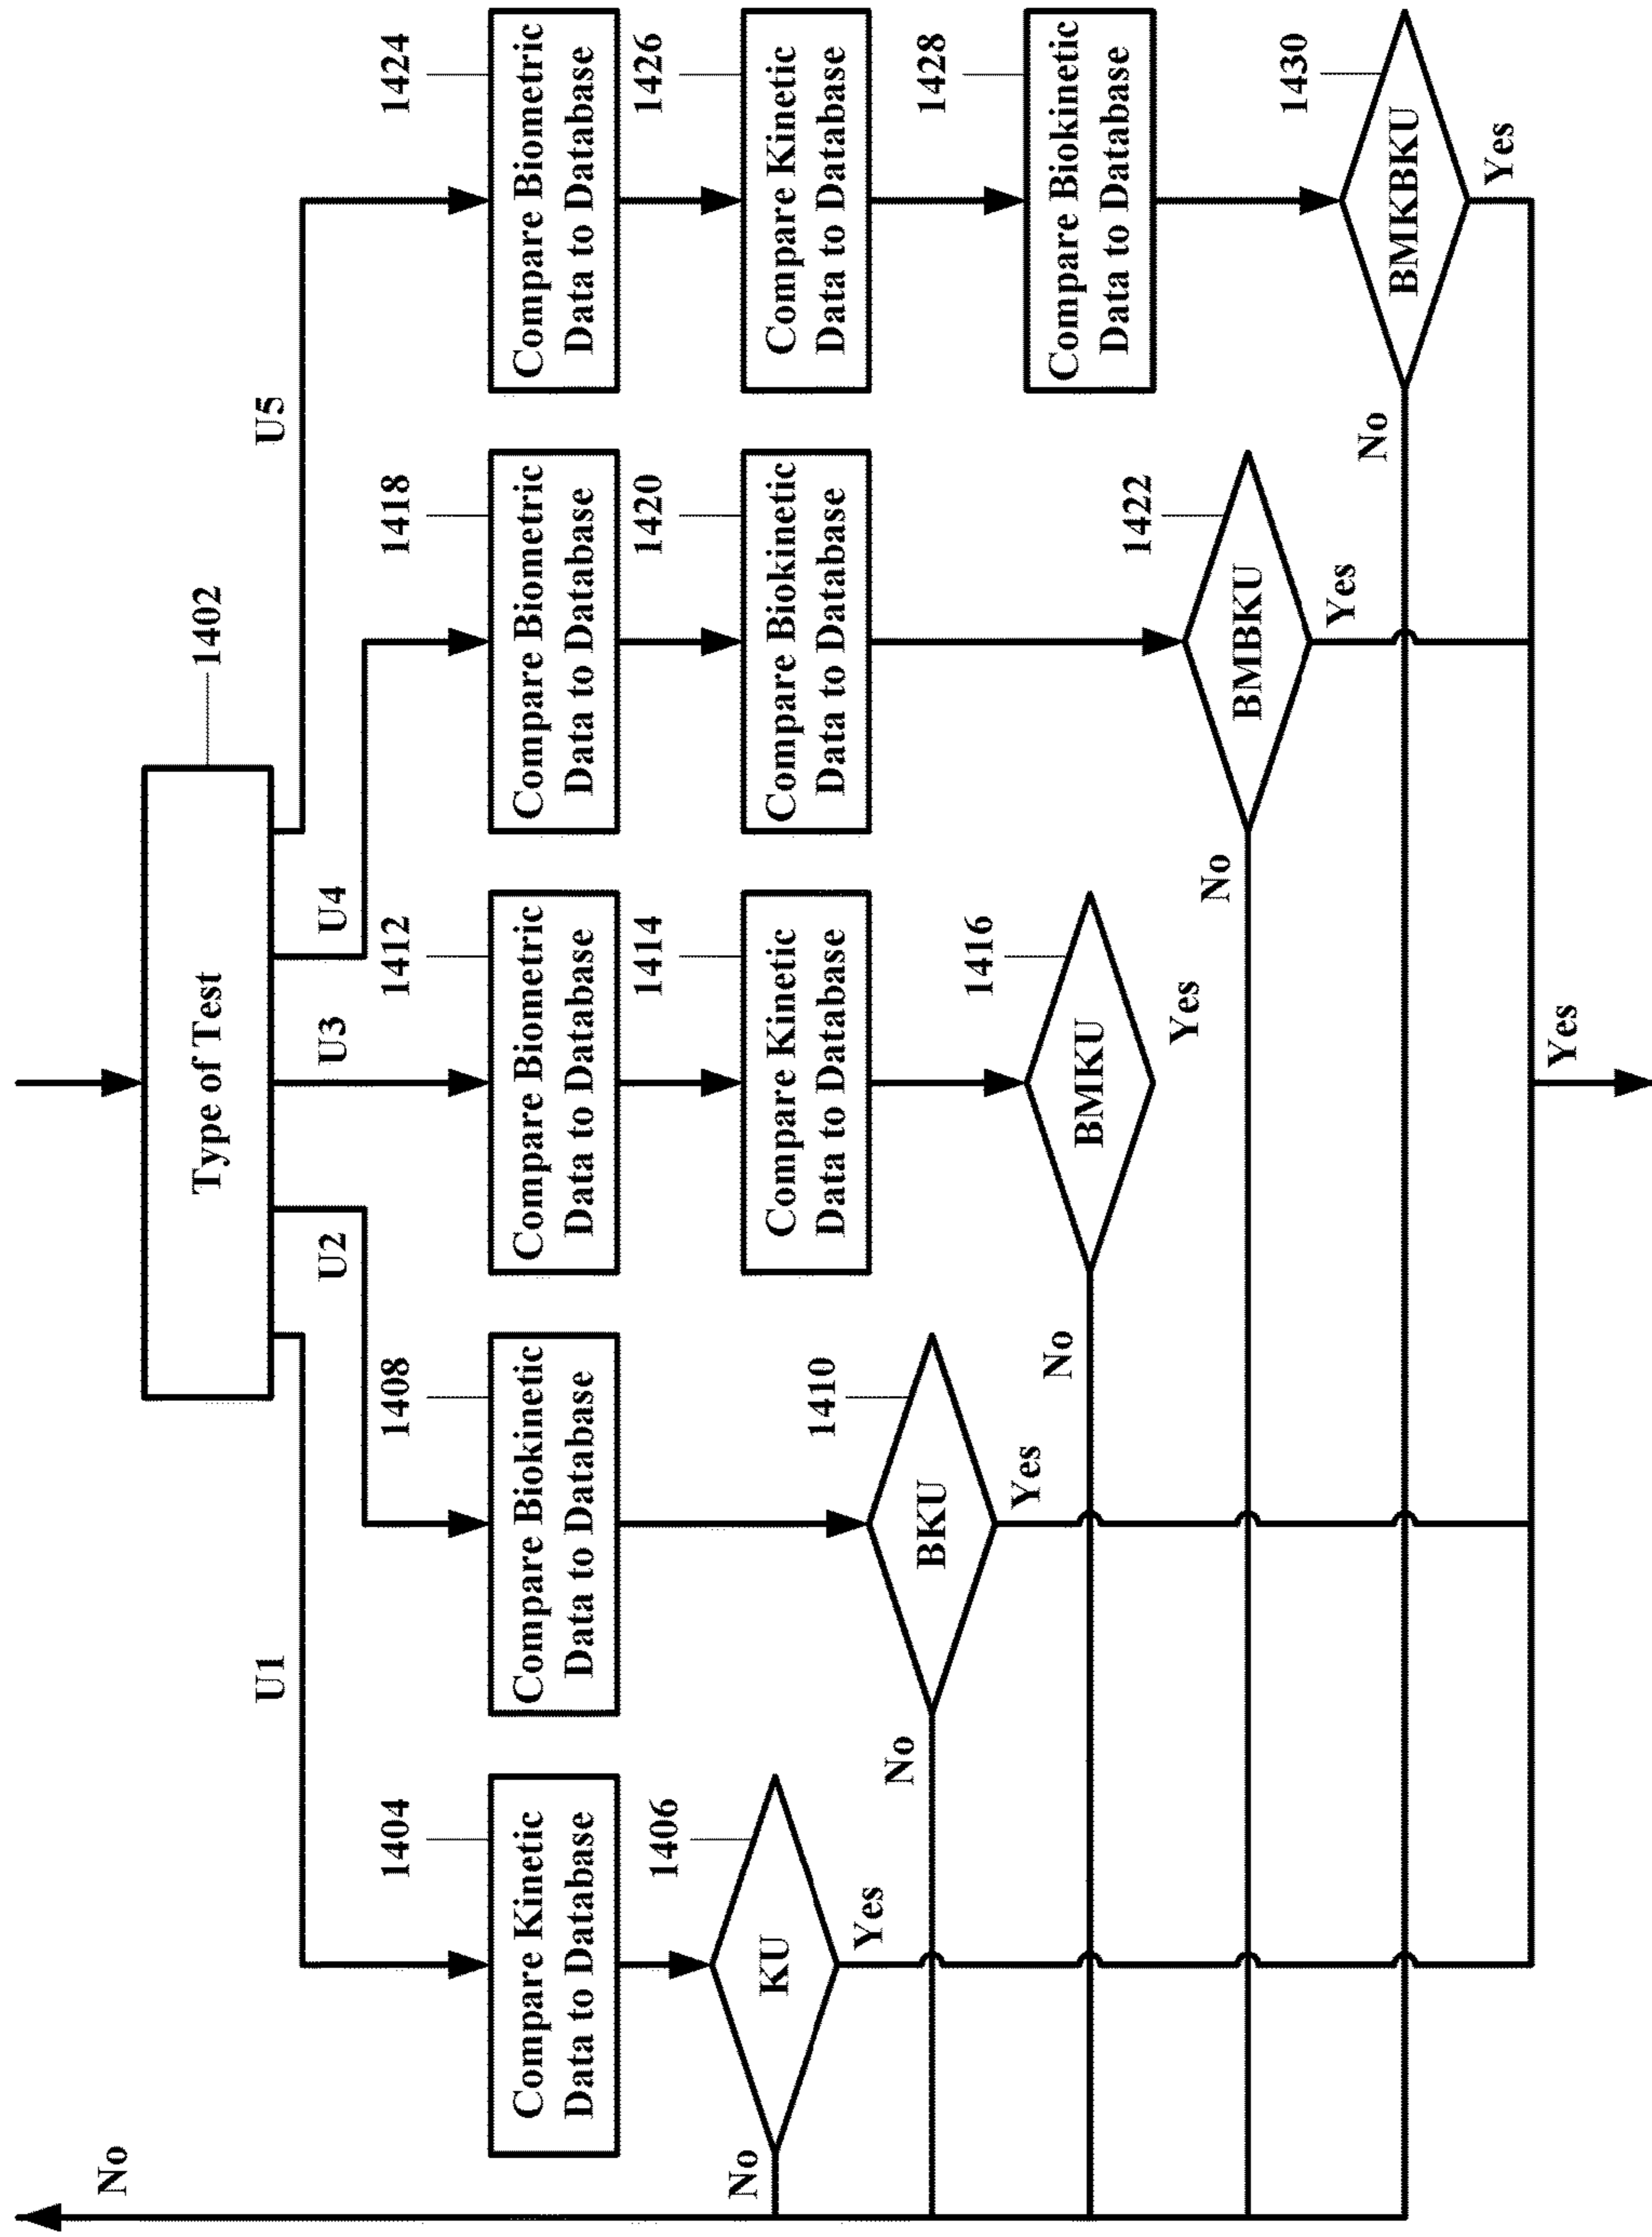 1402
Type of Test
U1
U2
U3
U4
U5
No
1404
Compare Kinetic
Data to Database
1408
Compare Biokinetic
Data to Database
1412
Compare Biometric
Data to Database
1418
Compare Biometric
Data to Database
1424
Compare Biometric
Data to Database
1406
KU
No
Yes
1414
Compare Kinetic
Data to Database
1420
Compare Biokinetic
Data to Database
1426
Compare Kinetic
Data to Database
1410
BKU
No
Yes
1416
BMKU
No
Yes
1428
Compare Biokinetic
Data to Database
1422
BMBKU
No
Yes
1430
BMKBKU
No
Yes
Yes